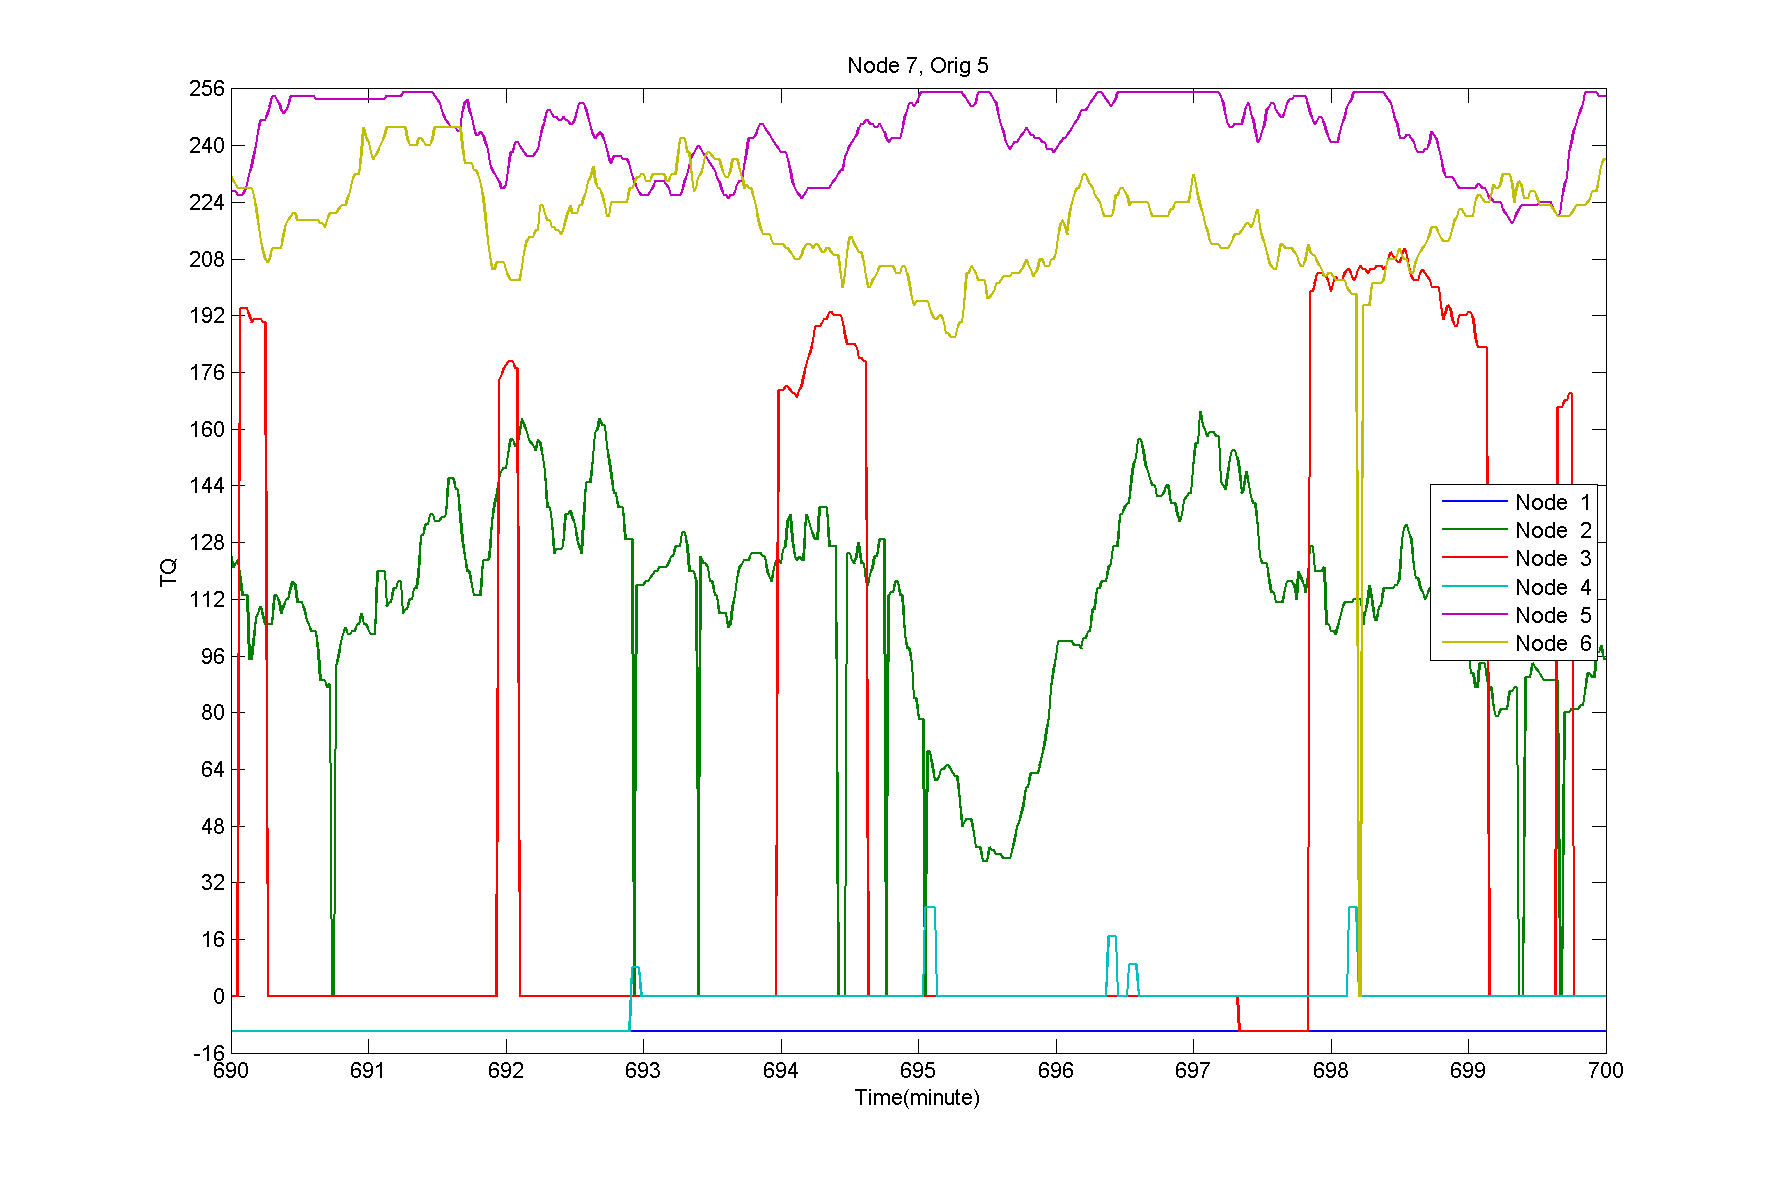 Node 7, Orig 5
256
240
224
208
192
176
160
144
128
112
96
80
64
48
32
16
0
-16
TQ
Node 1
Node 2
Node 3
Node 4
Node 5
Node 6
690 691 692 693 694 695 696 697 698 699 700
Time(minute)